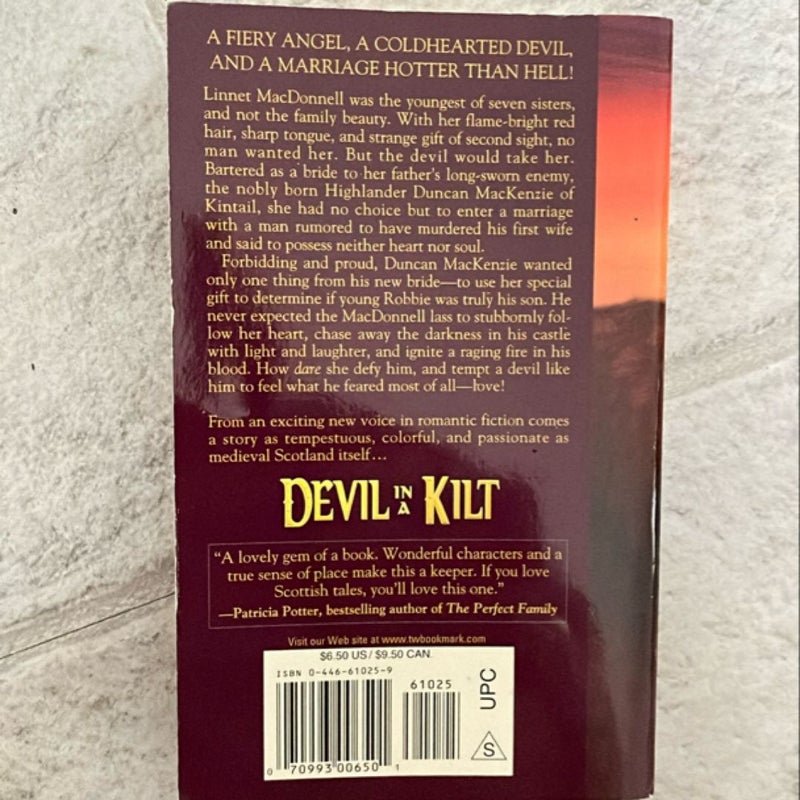 A FIERY ANGEL, A COLDHEARTED DEVIL,
AND A MARRIAGE HOTTER THAN HELL!
Linnet MacDonnell was the youngest of seven sisters,
and not the family beauty. With her flame-bright red
hair, sharp tongue, and strange gift of second sight, no
man wanted her. But the devil would take her.
Bartered as a bride to her father's long-sworn enemy,
the nobly born Highlander Duncan MacKenzie of
Kintail, she had no choice but to enter a marriage
with a man rumored to have murdered his first wife
and said to possess neither heart nor soul.
Forbidding and proud, Duncan MacKenzie wanted
only one thing from his new bride—to use her special
gift to determine if young Robbie was truly his son. He
never expected the MacDonnell lass to stubbornly fol-
low her heart, chase away the darkness in his castle
with light and laughter, and ignite a raging fire in his
blood. How dare she defy him, and tempt a devil like
him to feel what he feared most of all—love!
From an exciting new voice in romantic fiction comes
a story as tempestuous, colorful, and passionate as
medieval Scotland itself...
DEVIL IN A KILT
"A lovely gem of a book. Wonderful characters and a
true sense of place make this a keeper. If you love
Scottish tales, you'll love this one."
—Patricia Potter, bestselling author of The Perfect Family
Visit our Web site at www.twbookmark.com
$6.50 US / $9.50 CAN.
ISBN 0-446-61025-9
61025
UPC
S
0 70993 00650 1